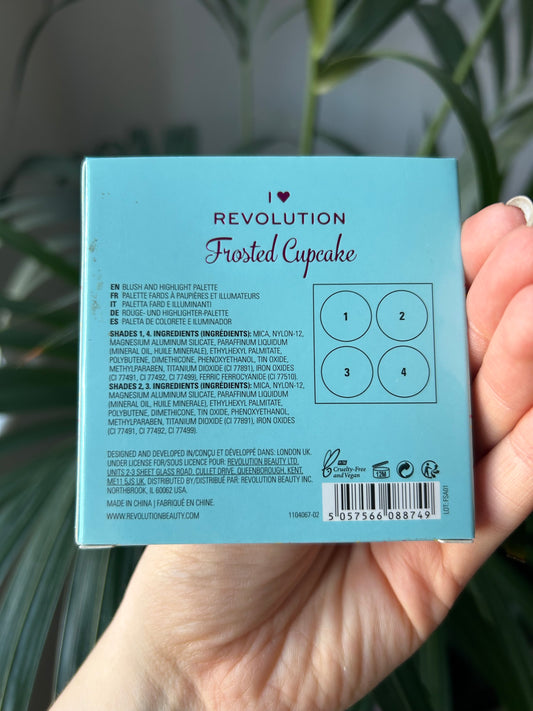 I ♥
REVOLUTION
Frosted Cupcake
EN BLUSH AND HIGHLIGHT PALETTE
FR PALETTE FARDS À PAUPIÈRES ET ILLUMATEURS
IT PALETTA FARD E ILLUMINANTI
DE ROUGE- UND HIGHLIGHTER-PALETTE
ES PALETA DE COLORETE E ILUMINADOR
SHADES 1, 4. INGREDIENTS (INGRÉDIENTS): MICA, NYLON-12,
MAGNESIUM ALUMINUM SILICATE, PARAFFINUM LIQUIDUM
(MINERAL OIL, HUILE MINERALE), ETHYLHEXYL PALMITATE,
POLYBUTENE, DIMETHICONE, PHENOXYETHANOL, TIN OXIDE,
METHYLPARABEN, TITANIUM DIOXIDE (CI 77891), IRON OXIDES
(CI 77491, CI 77492, CI 77499), FERRIC FERROCYANIDE (CI 77510).
SHADES 2, 3. INGREDIENTS (INGRÉDIENTS): MICA, NYLON-12,
MAGNESIUM ALUMINUM SILICATE, PARAFFINUM LIQUIDUM
(MINERAL OIL, HUILE MINERALE), ETHYLHEXYL PALMITATE,
POLYBUTENE, DIMETHICONE, TIN OXIDE, PHENOXYETHANOL,
METHYLPARABEN, TITANIUM DIOXIDE (CI 77891), IRON OXIDES
(CI 77491, CI 77492, CI 77499).
1
2
3
4
DESIGNED AND DEVELOPED IN/CONÇU ET DÉVELOPPÉ DANS: LONDON UK.
UNDER LICENSE FOR/SOUS LICENCE POUR: REVOLUTION BEAUTY LTD.
UNITS 2-3 SHEET GLASS ROAD, CULLET DRIVE, QUEENBOROUGH, KENT.
ME11 5JS UK. DISTRIBUTED BY/DISTRIBUÉ PAR: REVOLUTION BEAUTY INC.
NORTHBROOK, IL 60062 USA.
MADE IN CHINA | FABRIQUÉ EN CHINE.
WWW.REVOLUTIONBEAUTY.COM
1104067-02
Cruelty-Free
and Vegan
12M
5 057566 088749
LOT: FSA01